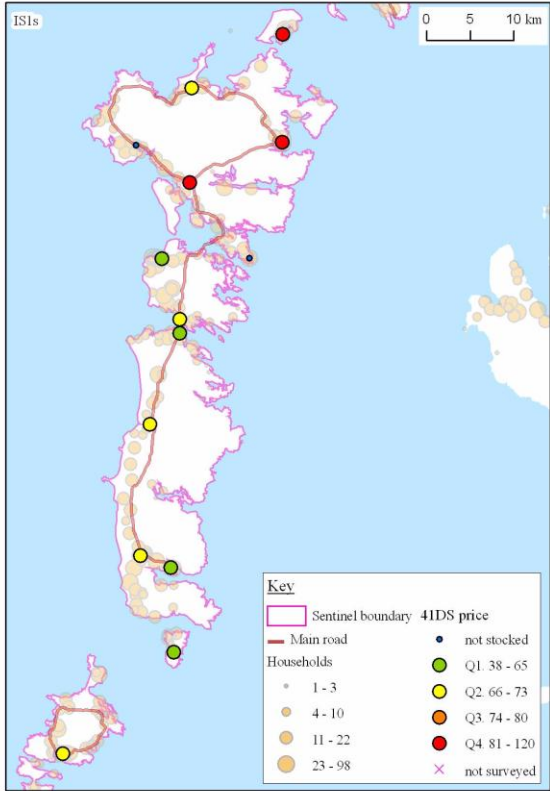 IS1s
0 5 10 km
Key
Sentinel boundary
Main road
Households
1 - 3
4 - 10
11 - 22
23 - 98
41DS price
not stocked
Q1. 38 - 65
Q2. 66 - 73
Q3. 74 - 80
Q4. 81 - 120
not surveyed